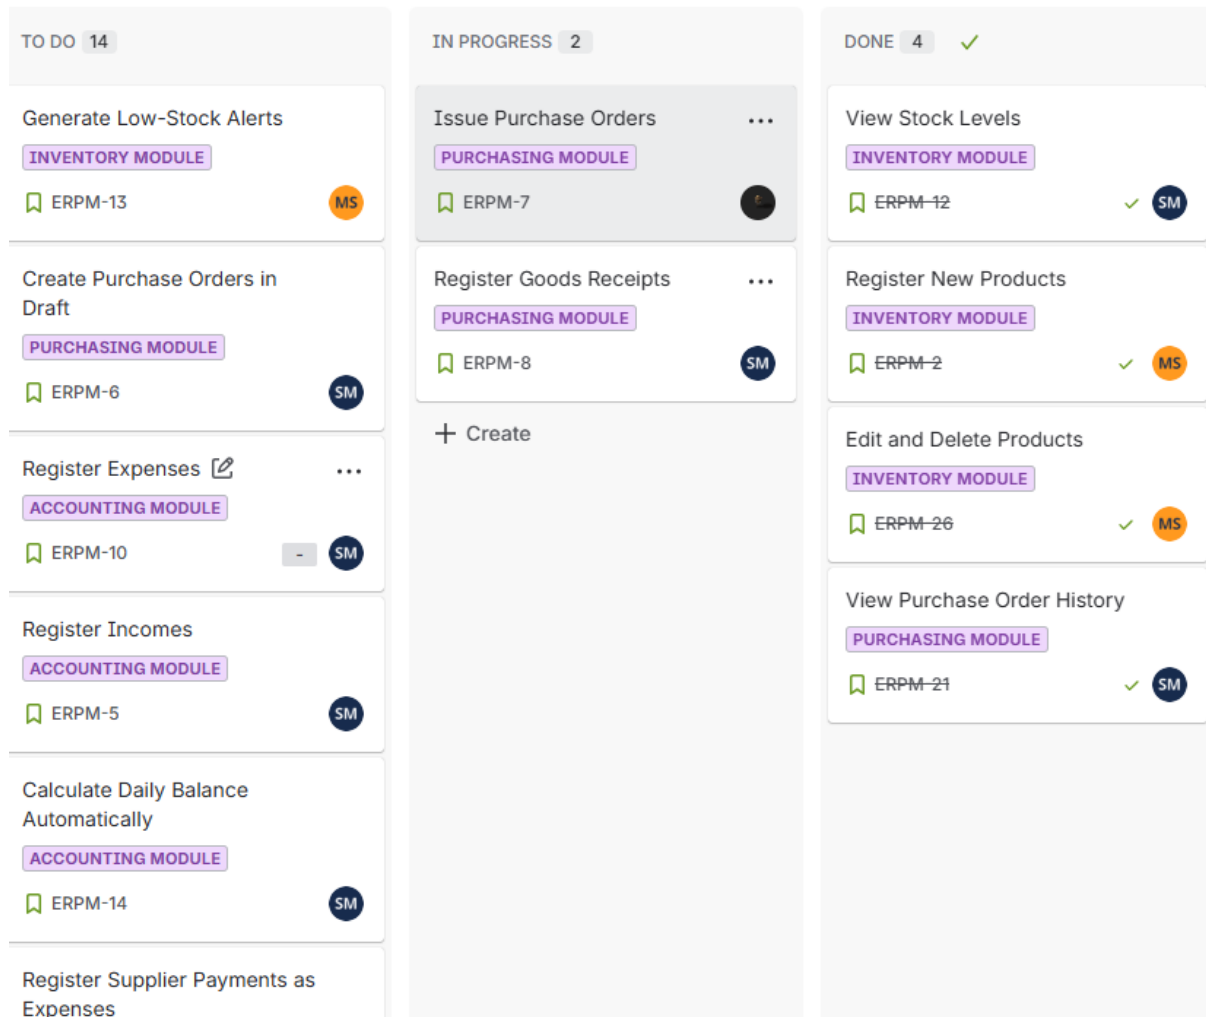 TO DO 14
Generate Low-Stock Alerts
INVENTORY MODULE
ERPM-13
MS
Create Purchase Orders in
Draft
PURCHASING MODULE
ERPM-6
SM
Register Expenses
ACCOUNTING MODULE
ERPM-10
-
SM
Register Incomes
ACCOUNTING MODULE
ERPM-5
SM
Calculate Daily Balance
Automatically
ACCOUNTING MODULE
ERPM-14
SM
Register Supplier Payments as
Expenses
IN PROGRESS 2
Issue Purchase Orders
PURCHASING MODULE
ERPM-7
Register Goods Receipts
PURCHASING MODULE
ERPM-8
SM
Create
DONE 4
View Stock Levels
INVENTORY MODULE
ERPM-12
SM
Register New Products
INVENTORY MODULE
ERPM-2
MS
Edit and Delete Products
INVENTORY MODULE
ERPM-26
MS
View Purchase Order History
PURCHASING MODULE
ERPM-21
SM